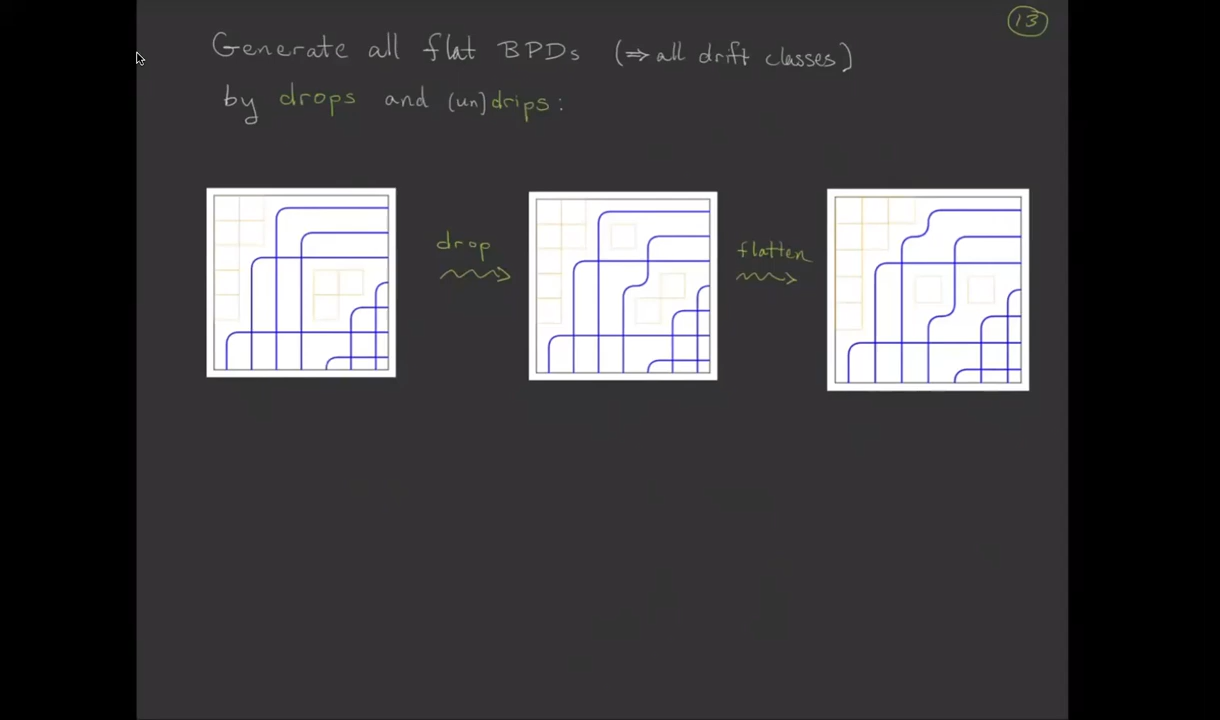 13
Generate all flat BPDs (⇒ all drift classes)
by drops and (un)drips:
drop
flatten